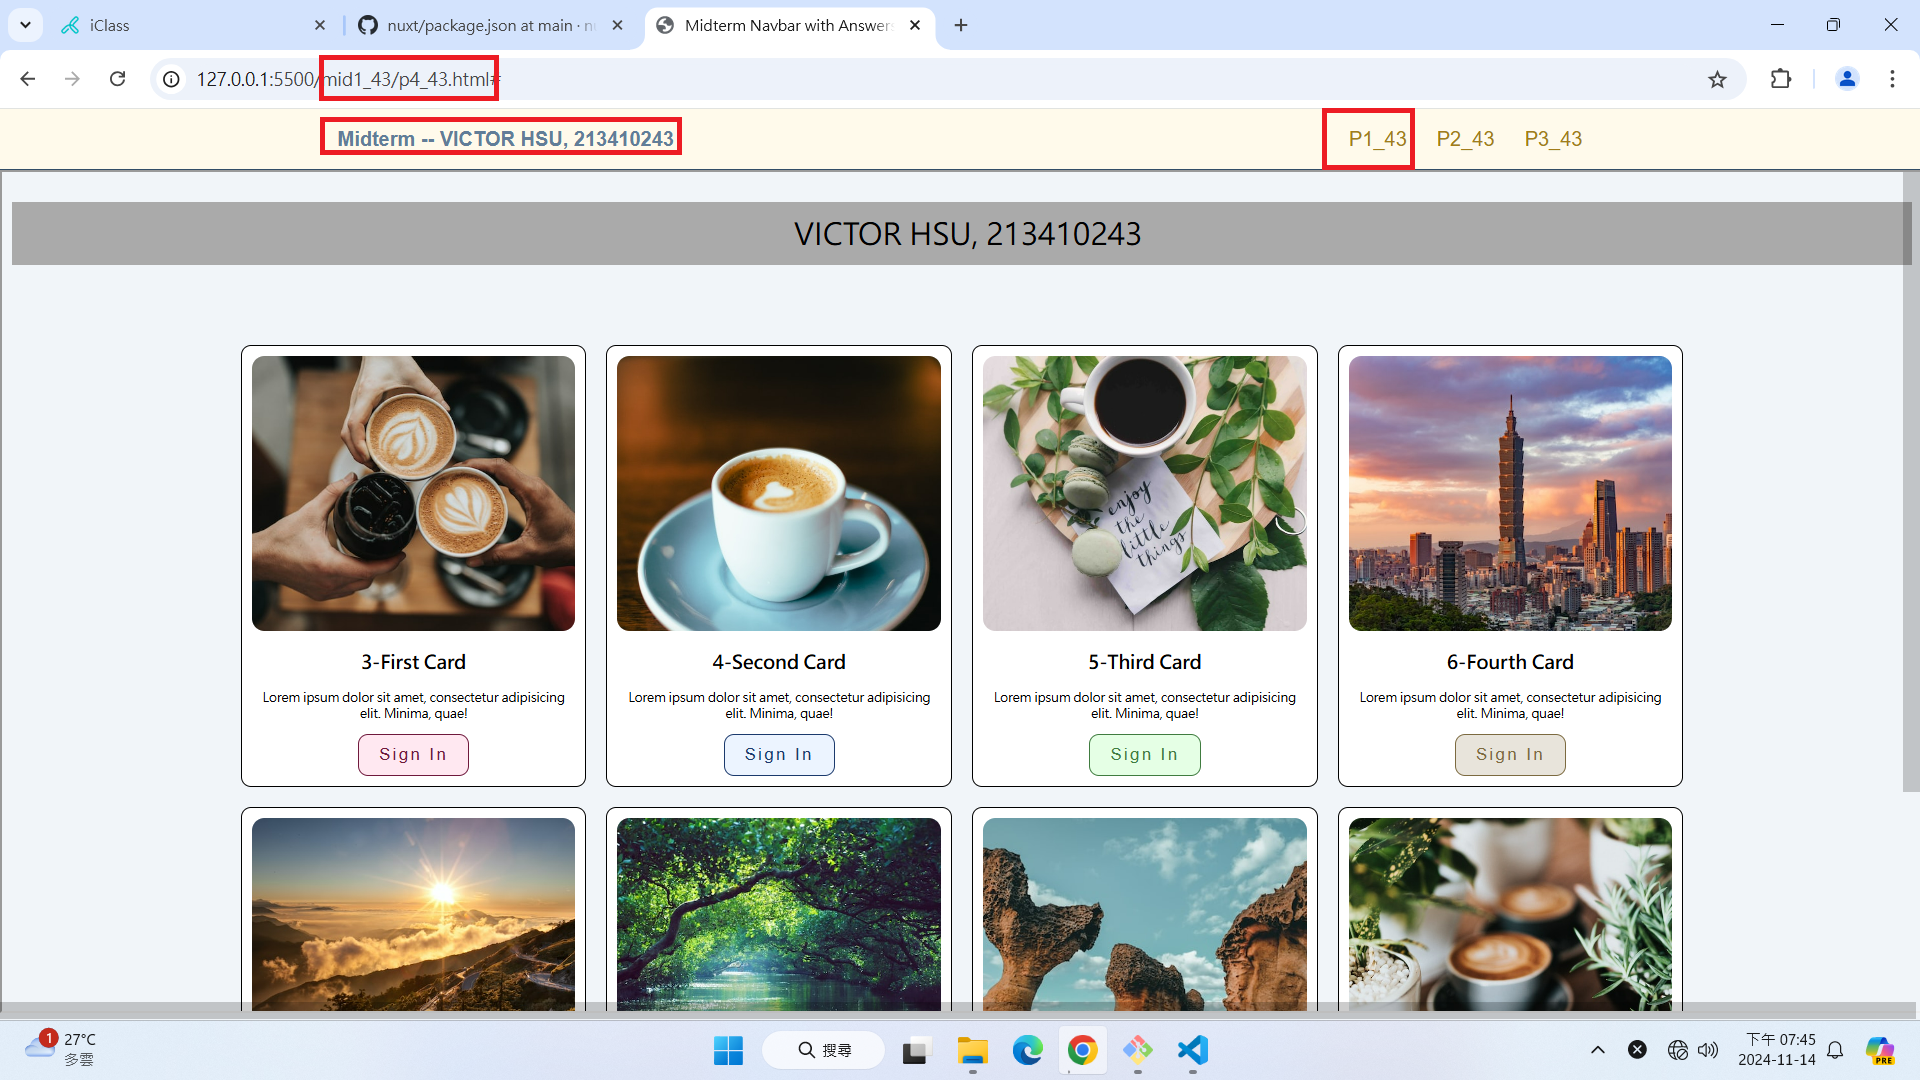 iClass
nuxt/package.json at main · nu
Midterm Navbar with Answers
127.0.0.1:5500/mid1_43/p4_43.html#
Midterm -- VICTOR HSU, 213410243
P1_43 P2_43 P3_43
VICTOR HSU, 213410243
enjoy
the
little
things
3-First Card
Lorem ipsum dolor sit amet, consectetur adipisicing
elit. Minima, quae!
Sign In
4-Second Card
Lorem ipsum dolor sit amet, consectetur adipisicing
elit. Minima, quae!
Sign In
5-Third Card
Lorem ipsum dolor sit amet, consectetur adipisicing
elit. Minima, quae!
Sign In
6-Fourth Card
Lorem ipsum dolor sit amet, consectetur adipisicing
elit. Minima, quae!
Sign In
1
27°C
多雲
搜尋
下午 07:45
2024-11-14
PRE